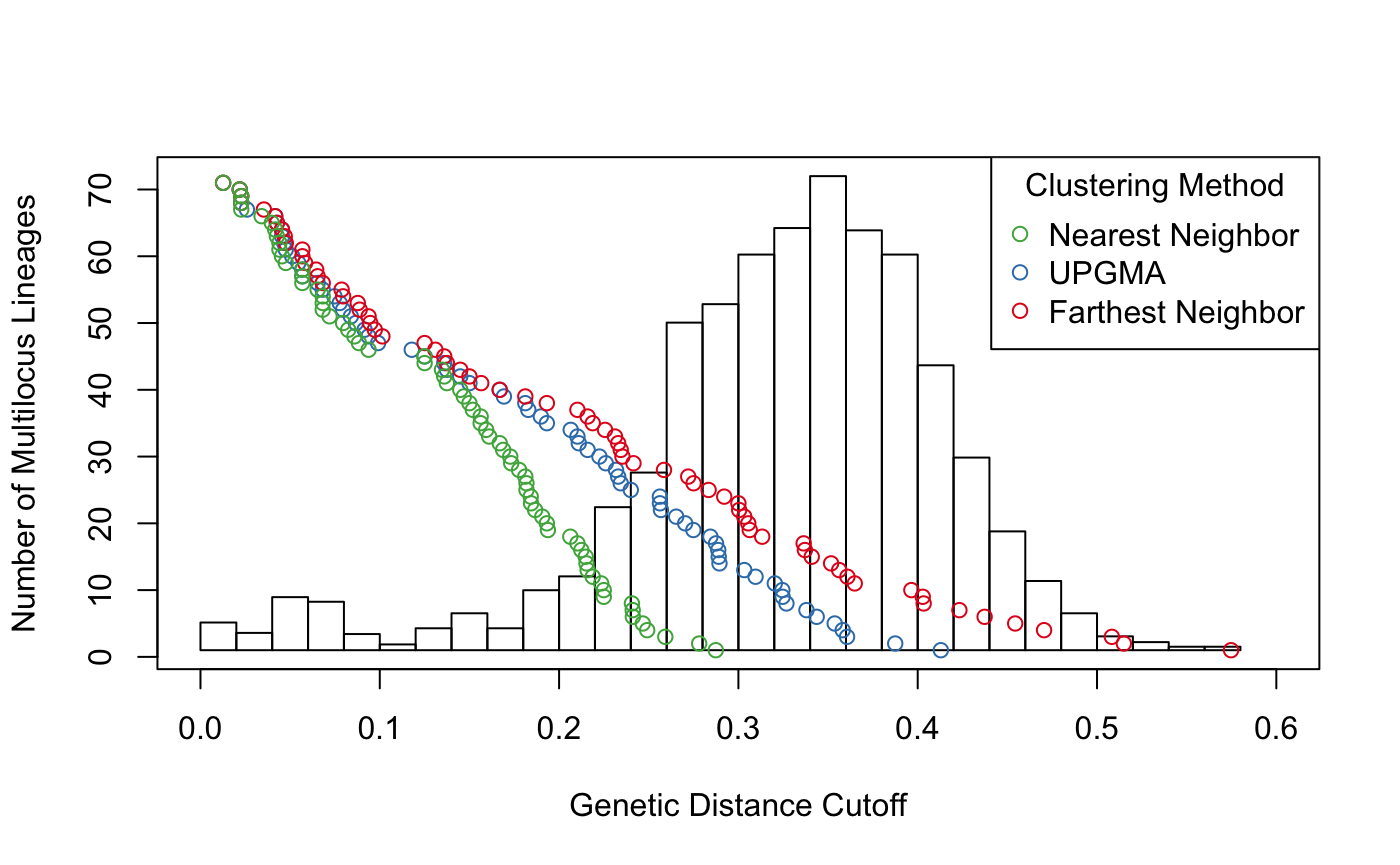 Number of Multilocus Lineages
70
60
50
40
30
20
10
0
Clustering Method
Nearest Neighbor
UPGMA
Farthest Neighbor
0.0 0.1 0.2 0.3 0.4 0.5 0.6
Genetic Distance Cutoff